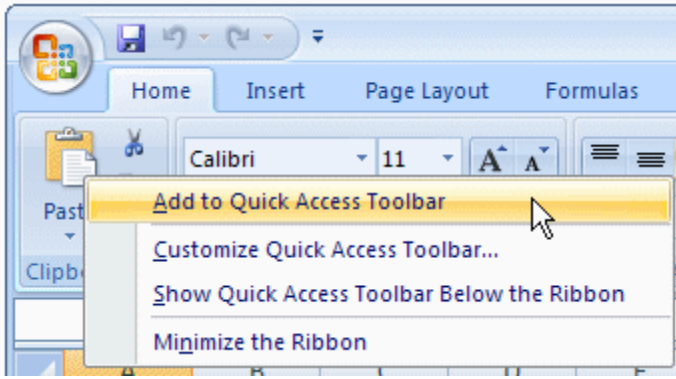 Home Insert Page Layout Formulas
Calibri 11 A A
Past
Add to Quick Access Toolbar
Customize Quick Access Toolbar...
Clipb
Show Quick Access Toolbar Below the Ribbon
Minimize the Ribbon
A B C D E